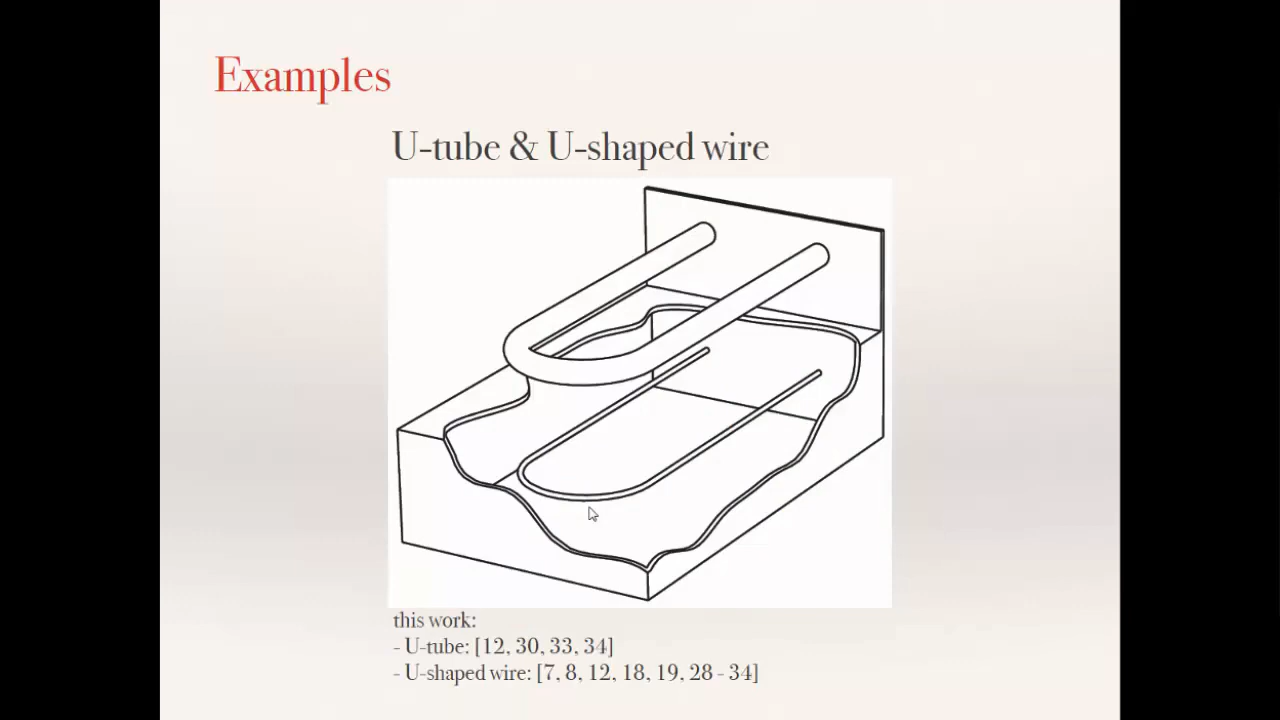 Examples
U-tube & U-shaped wire
this work:
- U-tube: [12, 30, 33, 34]
- U-shaped wire: [7, 8, 12, 18, 19, 28 - 34]